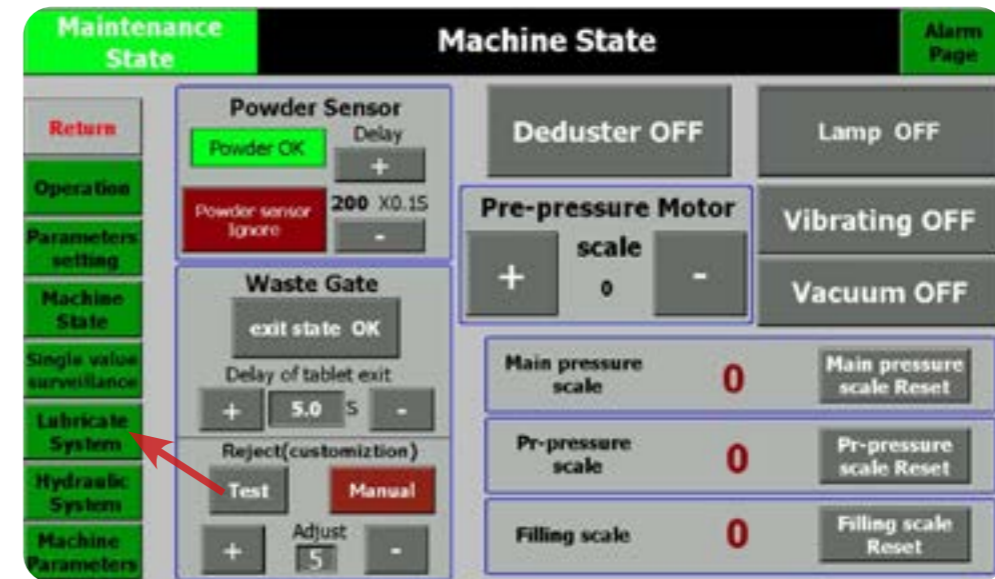 Maintenance
State
Machine State
Alarm
Page
Return
Operation
Parameters
setting
Machine
State
Single value
surveillance
Lubricate
System
Hydraulic
System
Machine
Parameters
Powder Sensor
Powder OK
Delay
+
Powder sensor
Ignore
200 X0.1S
-
Waste Gate
exit state OK
Delay of tablet exit
+ 5.0 S -
Reject(customiztion)
Test Manual
Adjust
+ 5 -
Deduster OFF
Lamp OFF
Pre-pressure Motor
scale
+ 0 -
Vibrating OFF
Vacuum OFF
Main pressure
scale
0
Main pressure
scale Reset
Pr-pressure
scale
0
Pr-pressure
scale Reset
Filling scale
0
Filling scale
Reset